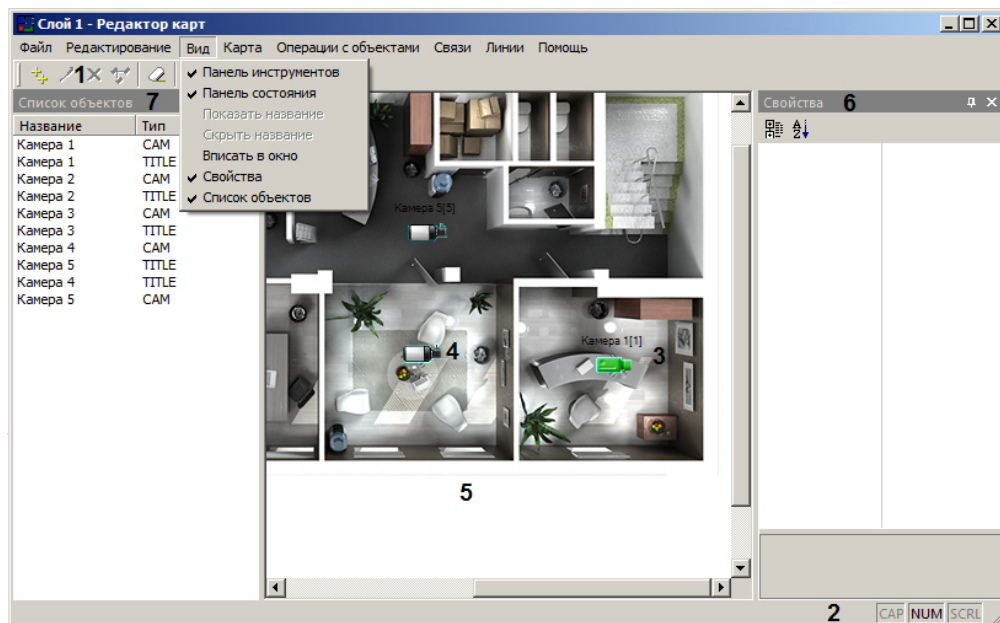 Слой 1 - Редактор карт
Файл Редактирование Вид Карта Операции с объектами Связи Линии Помощь
1
Панель инструментов
Панель состояния
Показать название
Скрыть название
Вписать в окно
Свойства
Список объектов
Список объектов 7
Название Тип
Камера 1 CAM
Камера 1 TITLE
Камера 2 CAM
Камера 2 TITLE
Камера 3 CAM
Камера 3 TITLE
Камера 4 CAM
Камера 5 TITLE
Камера 4 TITLE
Камера 5 CAM
Камера 5[5]
Камера 1[1]
3
4
5
Свойства 6
2 CAP NUM SCRL